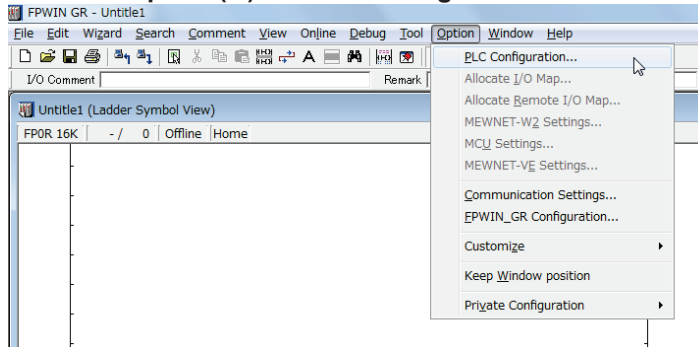 FPWIN GR - Untitle1
File Edit Wizard Search Comment View Online Debug Tool Option Window Help
I/O Comment Remark
PLC Configuration...
Allocate I/O Map...
Allocate Remote I/O Map...
MEWNET-W2 Settings...
MCU Settings...
MEWNET-VE Settings...
Communication Settings...
FPWIN_GR Configuration...
Customize
Keep Window position
Private Configuration
Untitle1 (Ladder Symbol View)
FP0R 16K - / 0 Offline Home